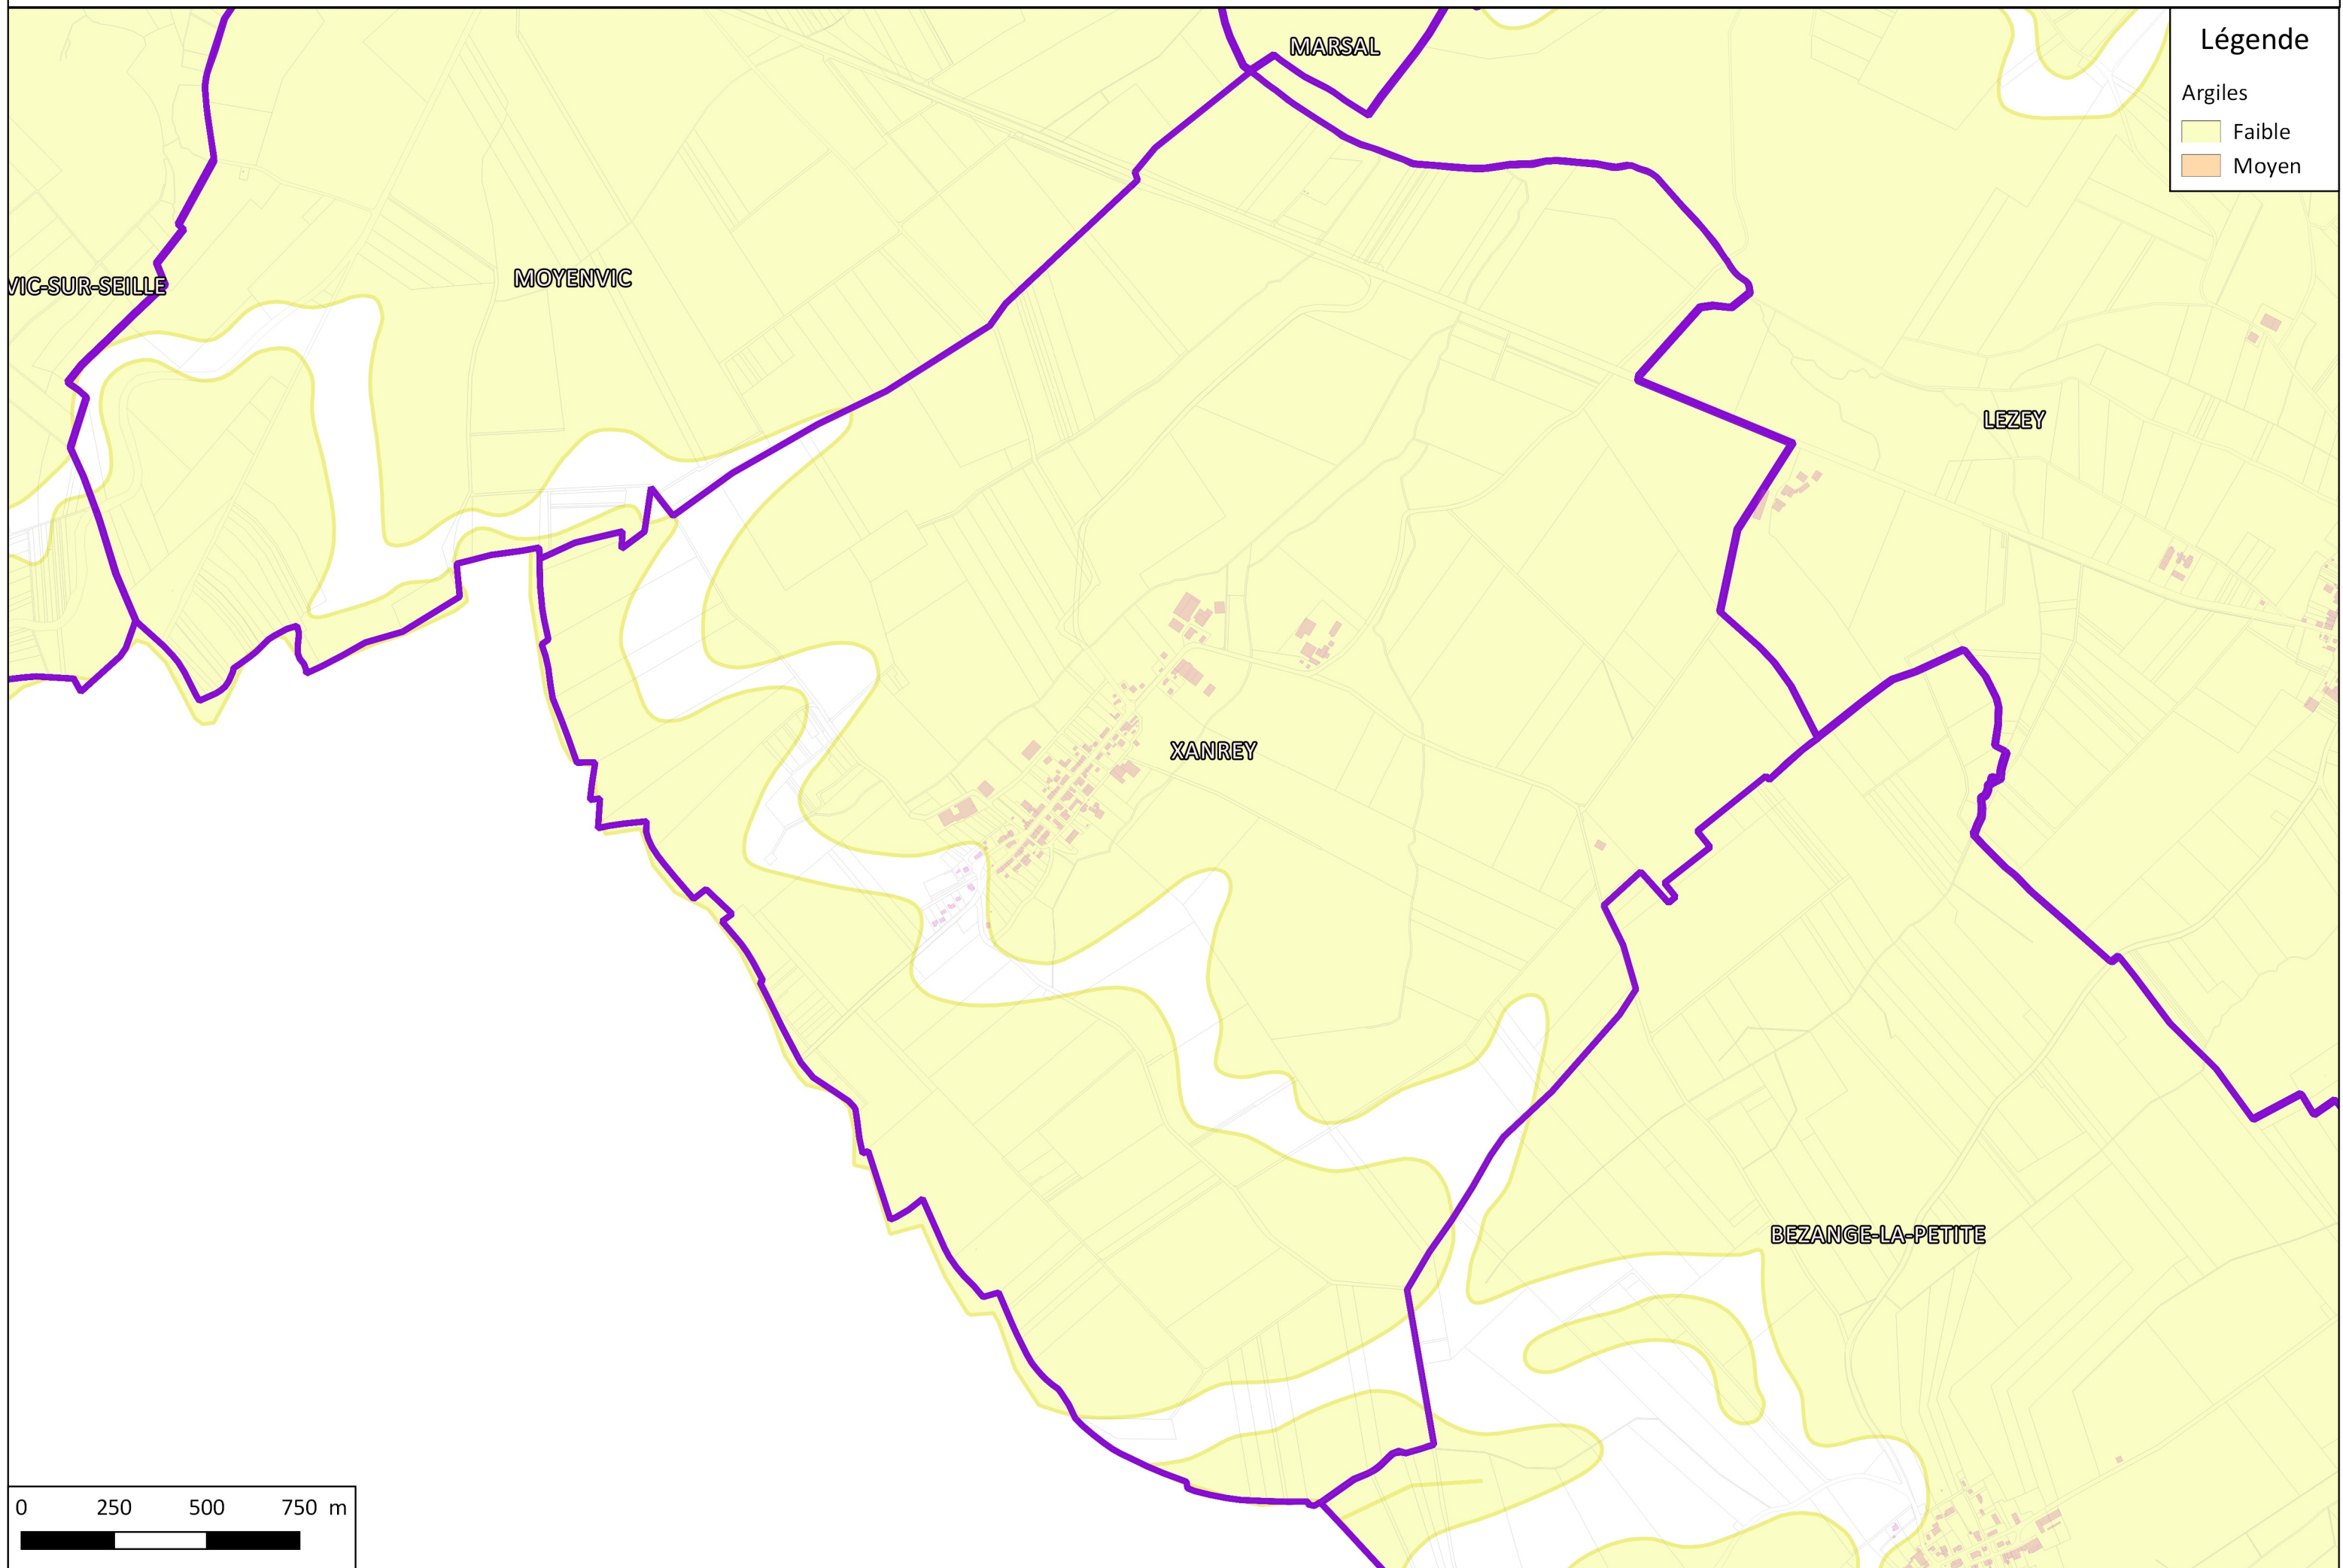 MARSAL
Légende
Argiles
Faible
Moyen
VIC-SUR-SEILLE
MOYENVIC
LEZEY
XANREY
BEZANGE-LA-PETITE
0 250 500 750 m